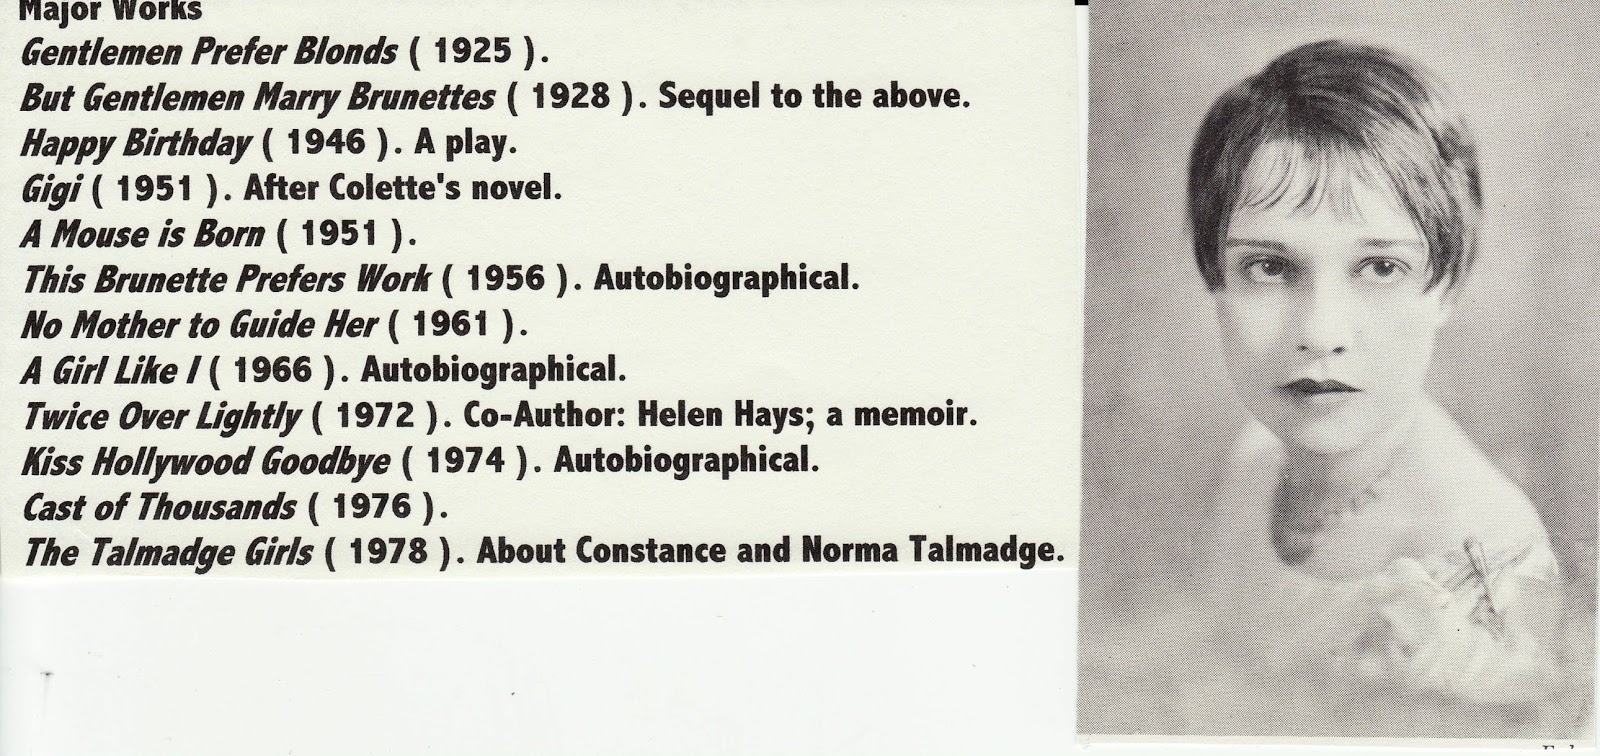 Major Works
Gentlemen Prefer Blonds ( 1925 ).
But Gentlemen Marry Brunettes ( 1928 ). Sequel to the above.
Happy Birthday ( 1946 ). A play.
Gigi ( 1951 ). After Colette's novel.
A Mouse is Born ( 1951 ).
This Brunette Prefers Work ( 1956 ). Autobiographical.
No Mother to Guide Her ( 1961 ).
A Girl Like I ( 1966 ). Autobiographical.
Twice Over Lightly ( 1972 ). Co-Author: Helen Hays; a memoir.
Kiss Hollywood Goodbye ( 1974 ). Autobiographical.
Cast of Thousands ( 1976 ).
The Talmadge Girls ( 1978 ). About Constance and Norma Talmadge.